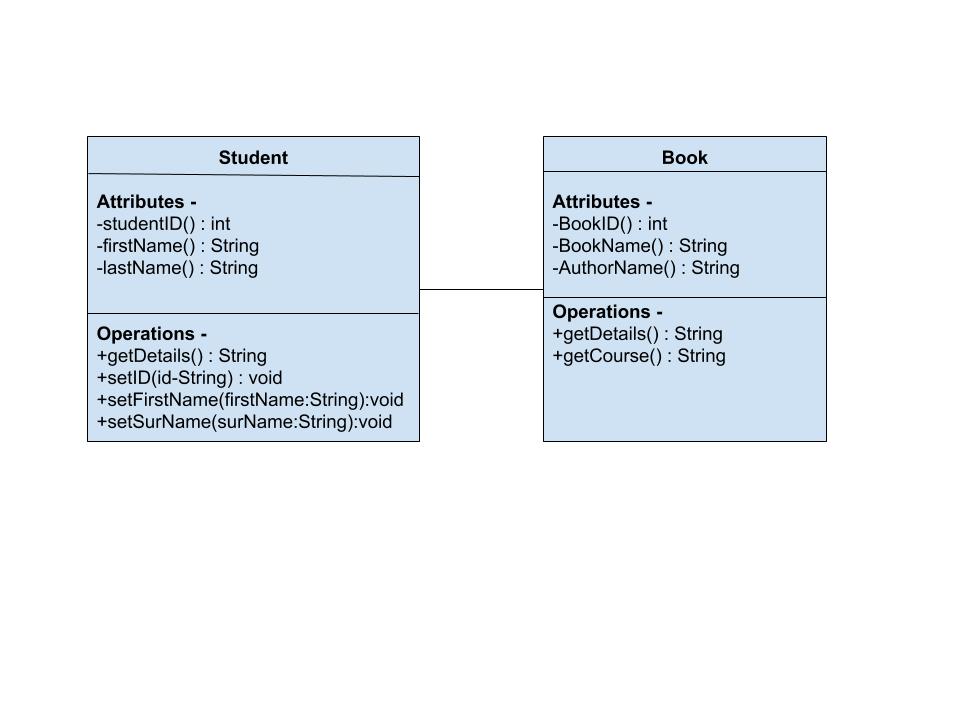 Student
Attributes -
-studentID() : int
-firstName() : String
-lastName() : String
Operations -
+getDetails() : String
+setID(id-String) : void
+setFirstName(firstName:String):void
+setSurName(surName:String):void
Book
Attributes -
-BookID() : int
-BookName() : String
-AuthorName() : String
Operations -
+getDetails() : String
+getCourse() : String